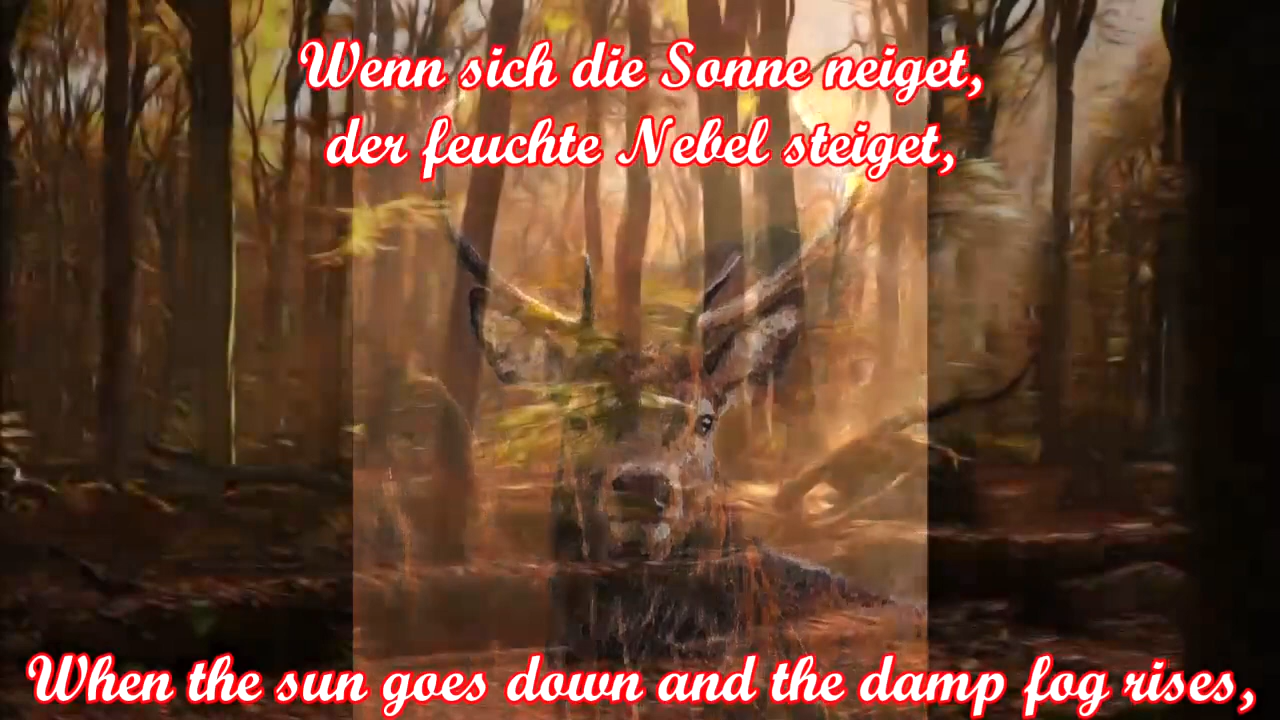 Wenn sich die Sonne neiget,
der feuchte Nebel steiget,
When the sun goes down and the damp fog rises,